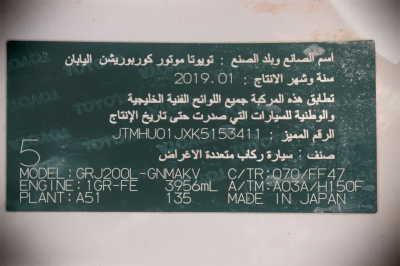 اسم الصانع وبلد الصنع : تويوتا موتور كوربوريشن اليابان
سنة وشهر الانتاج : 2019.01
تطابق هذه المركبة جميع اللوائح الفنية الخليجية
والوطنية للسيارات التي صدرت حتى تاريخ الإنتاج
الرقم المميز : JTMHU01JXK5153411
5 صنف : سيارة ركاب متعددة الاغراض
MODEL: GRJ200L-GNMAKV C/TR: 070/FF47
ENGINE: 1GR-FE 3956mL A/TM: A03A/H150F
PLANT: A51 135 MADE IN JAPAN